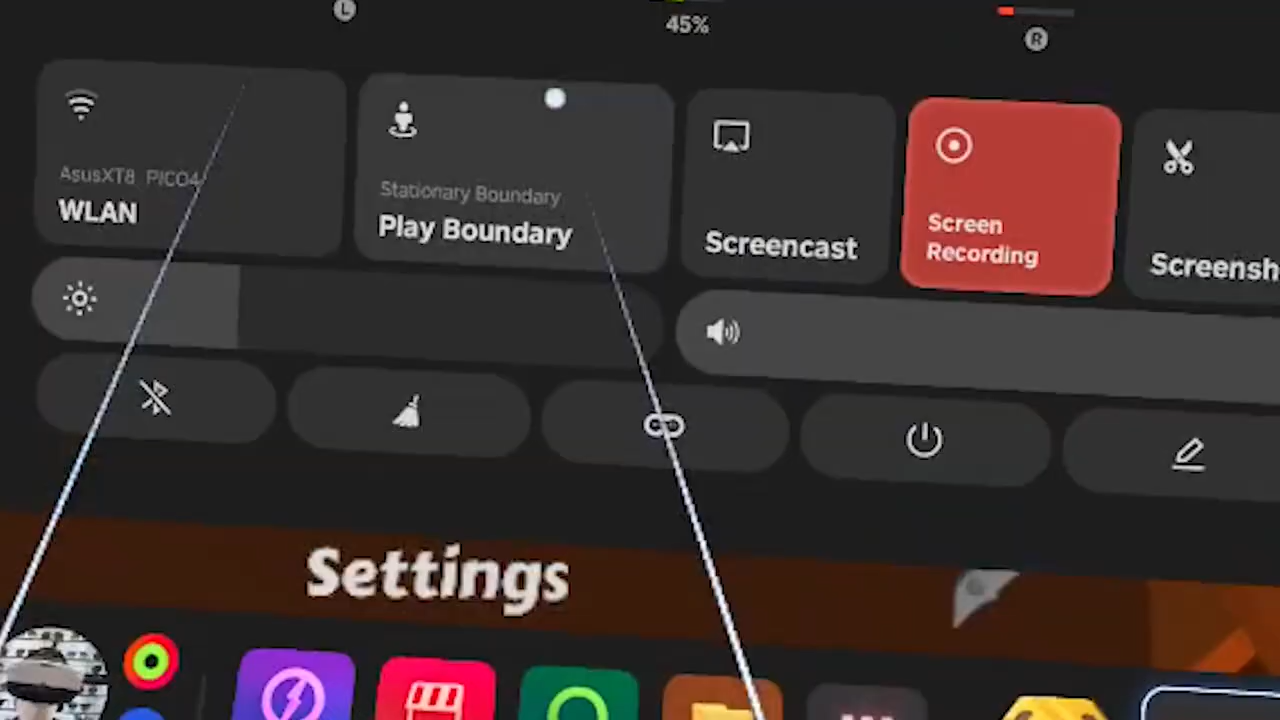 L
45%
R
AsusXT8_PICO4
WLAN
Stationary Boundary
Play Boundary
Screencast
Screen
Recording
Screensh
Settings